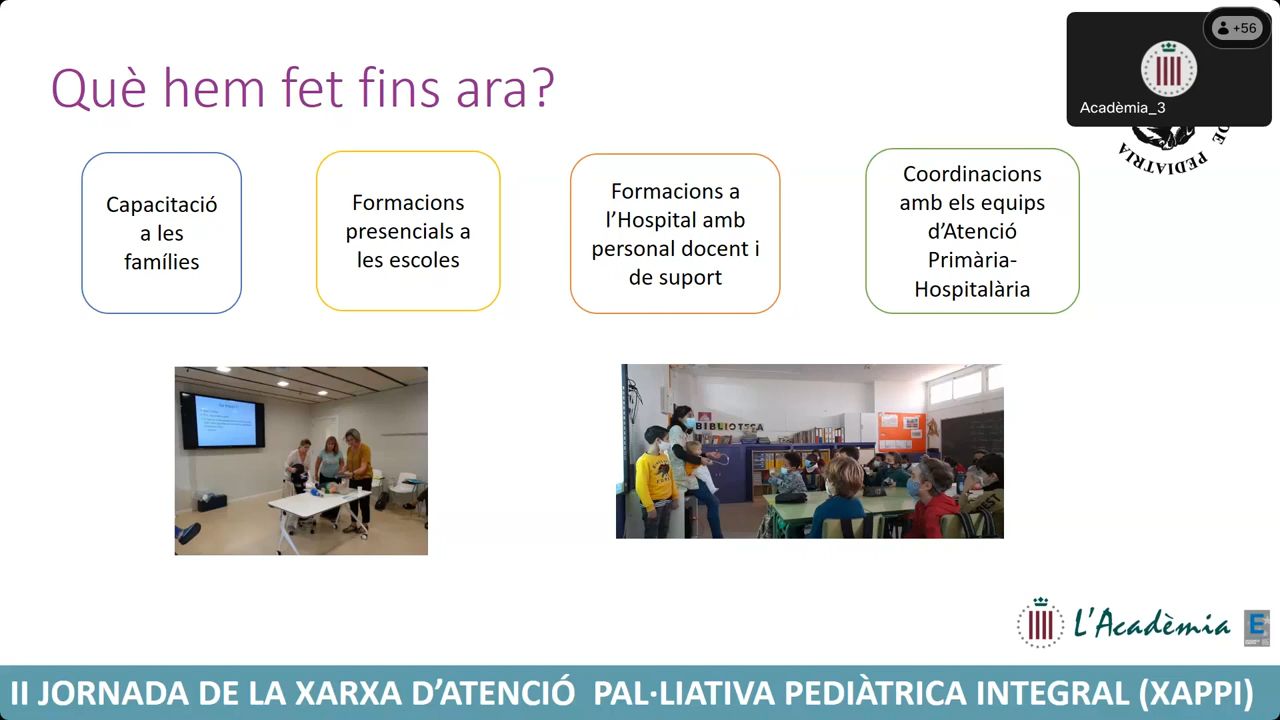 +56
Acadèmia_3
DE PEDIATRIA
Què hem fet fins ara?
Capacitació
a les
famílies
Formacions
presencials a
les escoles
Formacions a
l’Hospital amb
personal docent i
de suport
Coordinacions
amb els equips
d’Atenció
Primària-
Hospitalària
BIBLIOTECA
L'Acadèmia
E
II JORNADA DE LA XARXA D’ATENCIÓ PAL·LIATIVA PEDIÀTRICA INTEGRAL (XAPPI)